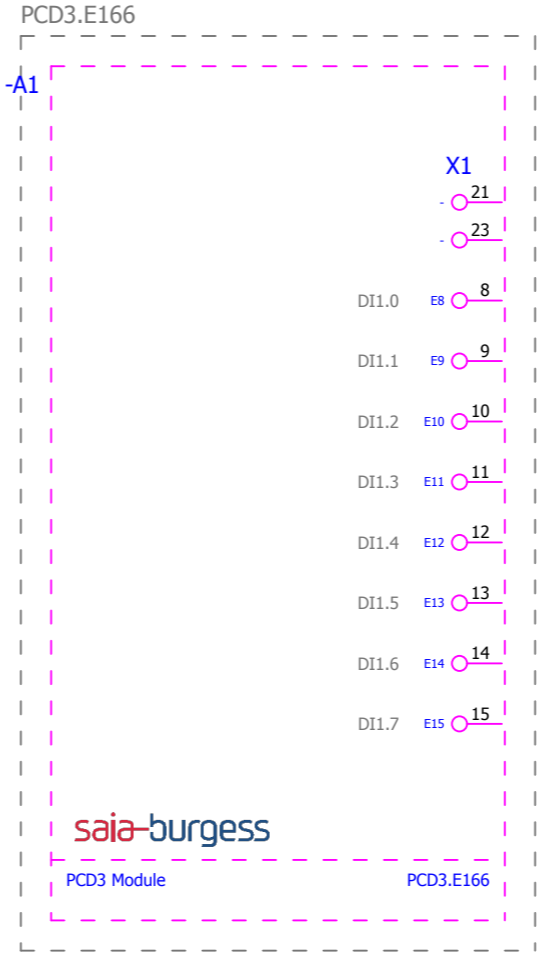 PCD3.E166
-A1
X1
- 21
- 23
DI1.0 E8 8
DI1.1 E9 9
DI1.2 E10 10
DI1.3 E11 11
DI1.4 E12 12
DI1.5 E13 13
DI1.6 E14 14
DI1.7 E15 15
saia-burgess
PCD3 Module PCD3.E166